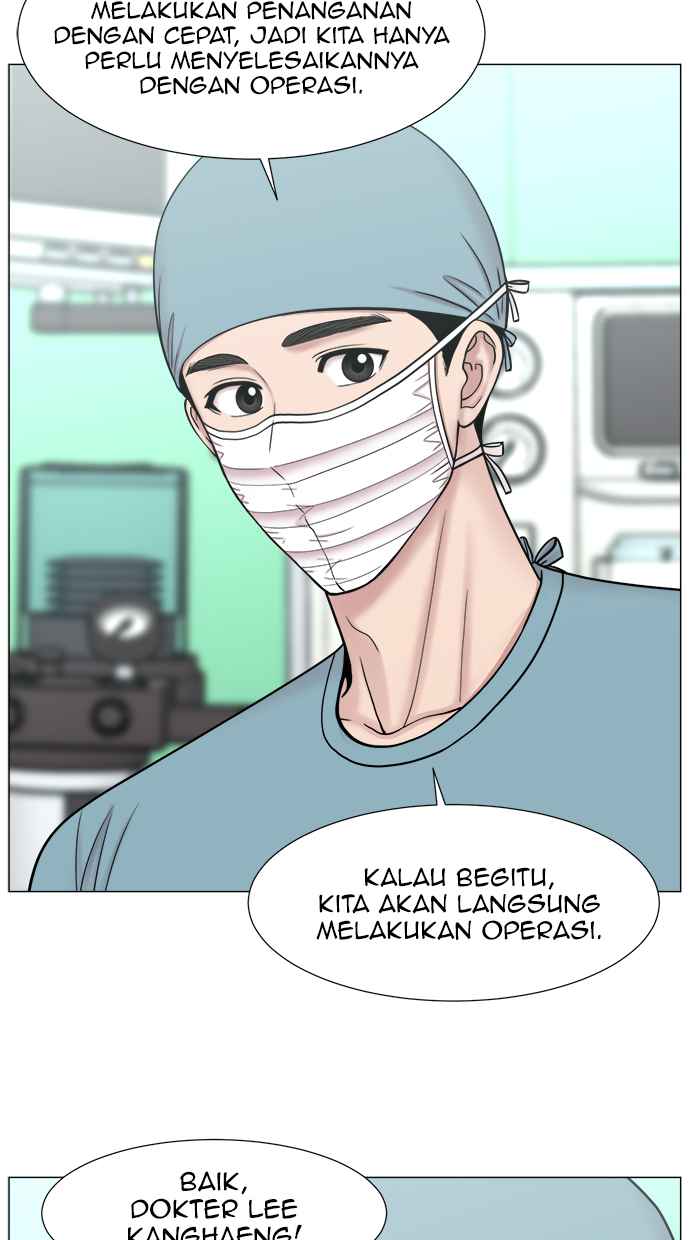 MELAKUKAN PENANGANAN
DENGAN CEPAT, JADI KITA HANYA
PERLU MENYELESAIKANNYA
DENGAN OPERASI.
KALAU BEGITU,
KITA AKAN LANGSUNG
MELAKUKAN OPERASI.
BAIK,
DOKTER LEE
KANGHAENG!